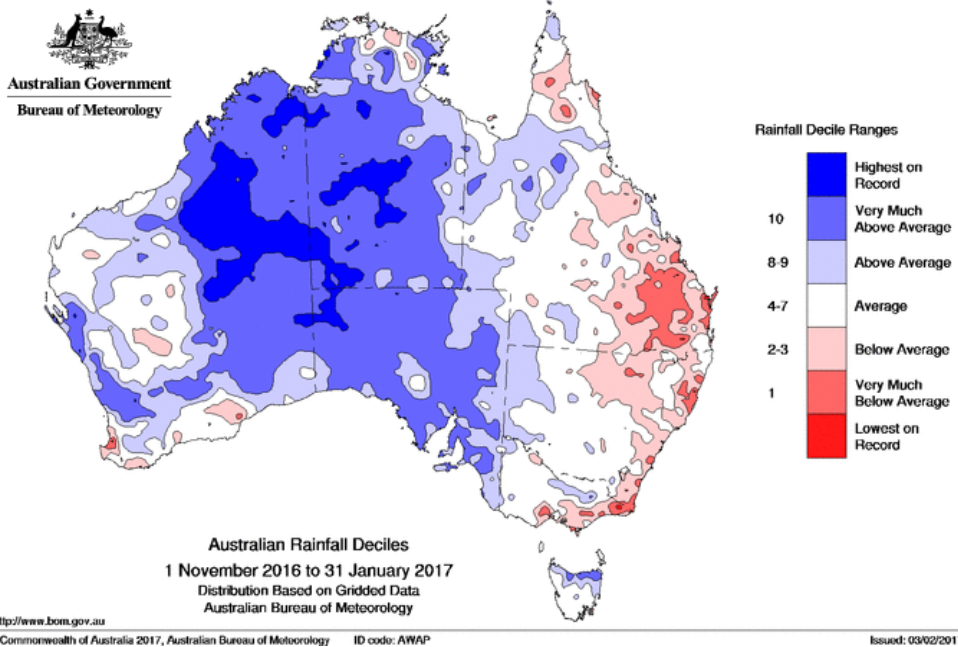 Australian Government
Bureau of Meteorology
Rainfall Decile Ranges
Highest on
Record
10
Very Much
Above Average
8-9
Above Average
4-7
Average
2-3
Below Average
1
Very Much
Below Average
Lowest on
Record
Australian Rainfall Deciles
1 November 2016 to 31 January 2017
Distribution Based on Gridded Data
Australian Bureau of Meteorology
ttp://www.bom.gov.au
Commonwealth of Australia 2017, Australian Bureau of Meteorology
ID code: AWAP
Issued: 03/02/201